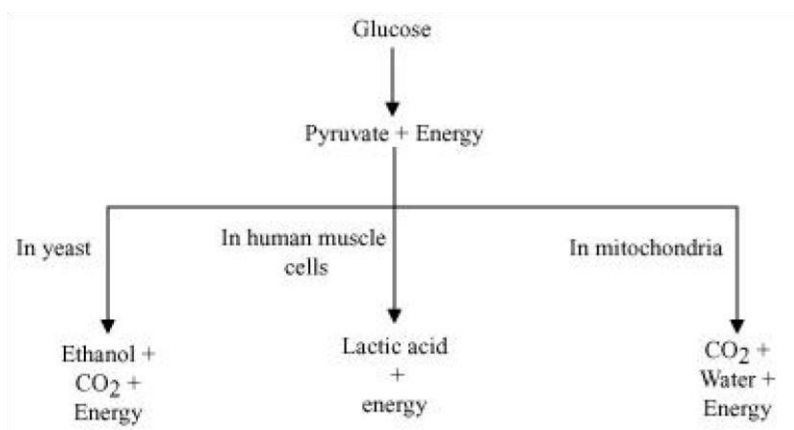 Glucose
Pyruvate + Energy
In yeast
In human muscle
cells
In mitochondria
Ethanol +
CO2 +
Energy
Lactic acid
+
energy
CO2 +
Water +
Energy